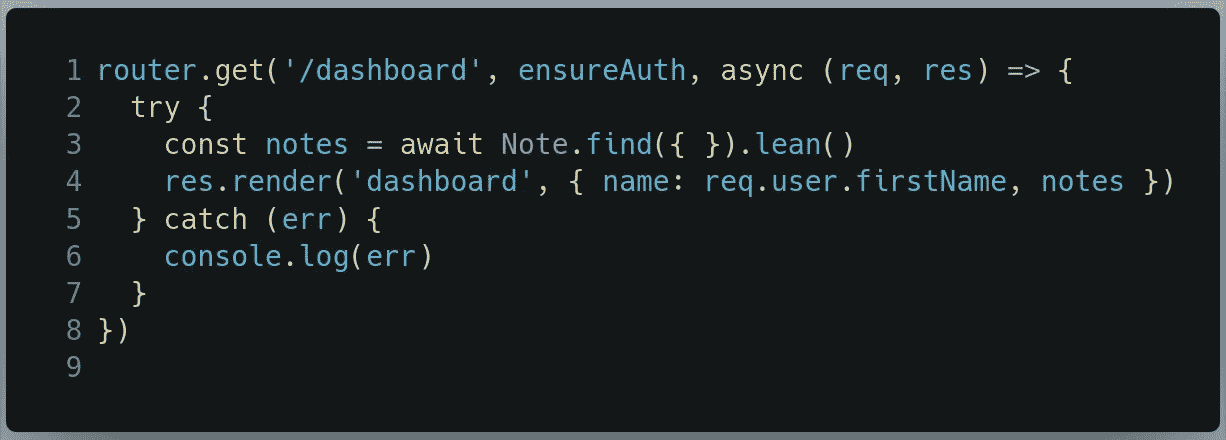 1 router.get('/dashboard', ensureAuth, async (req, res) => {
2   try {
3     const notes = await Note.find({ }).lean()
4     res.render('dashboard', { name: req.user.firstName, notes })
5   } catch (err) {
6     console.log(err)
7   }
8 })
9